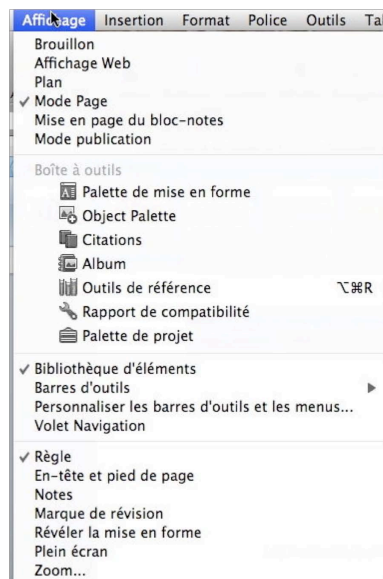 Affichage Insertion Format Police Outils
Brouillon
Affichage Web
Plan
Mode Page
Mise en page du bloc-notes
Mode publication
Boîte à outils
Palette de mise en forme
Object Palette
Citations
Album
Outils de référence ⌥⌘R
Rapport de compatibilité
Palette de projet
Bibliothèque d'éléments
Barres d'outils
Personnaliser les barres d'outils et les menus...
Volet Navigation
Règle
En-tête et pied de page
Notes
Marque de révision
Révéler la mise en forme
Plein écran
Zoom...